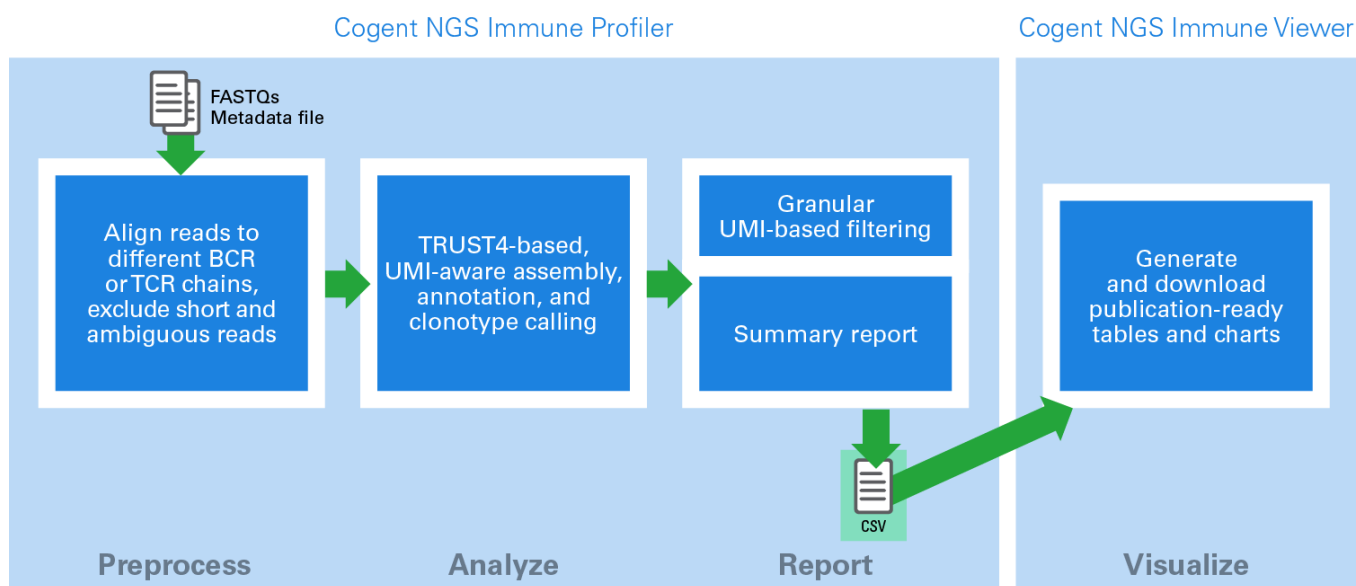 Cogent NGS Immune Profiler
Cogent NGS Immune Viewer
FASTQs
Metadata file
Align reads to
different BCR
or TCR chains,
exclude short and
ambiguous reads
TRUST4-based,
UMI-aware assembly,
annotation, and
clonotype calling
Granular
UMI-based filtering
Summary report
Generate
and download
publication-ready
tables and charts
CSV
Preprocess
Analyze
Report
Visualize